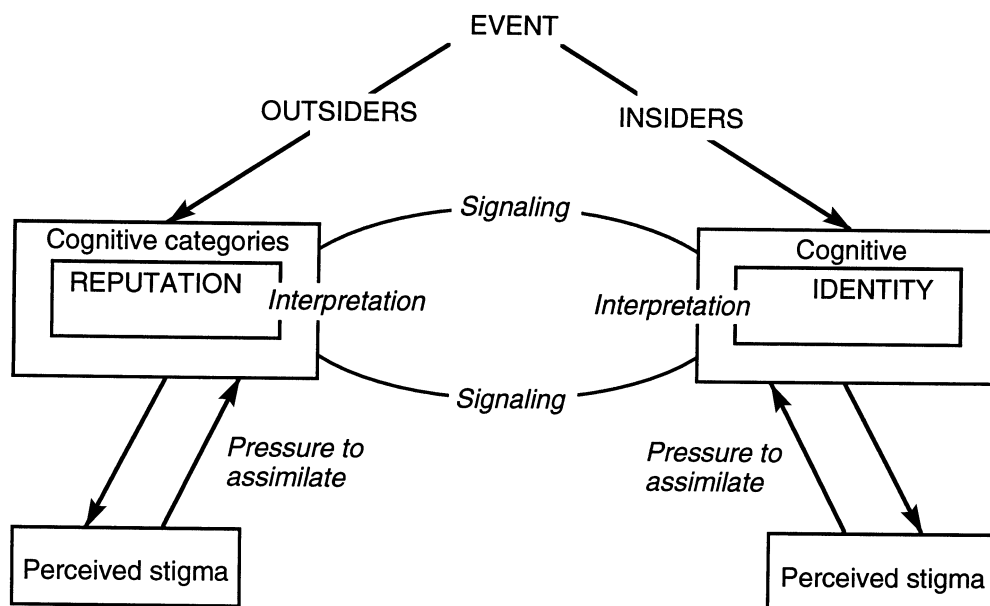 EVENT
OUTSIDERS
INSIDERS
Signaling
Cognitive categories
REPUTATION
Interpretation
Cognitive
IDENTITY
Interpretation
Signaling
Pressure to
assimilate
Pressure to
assimilate
Perceived stigma
Perceived stigma